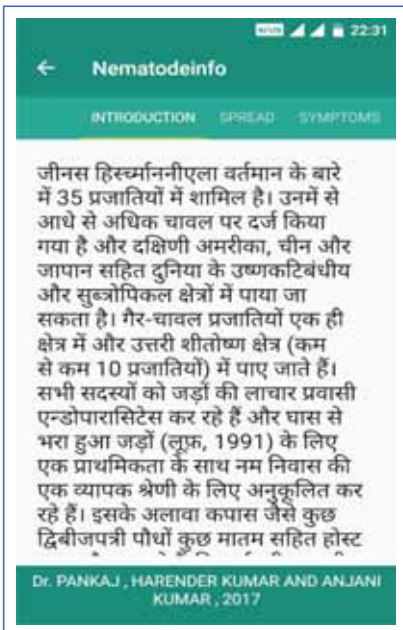 22:31
← Nematodeinfo
INTRODUCTION SPREAD SYMPTOMS
जीनस हिर्स्च्माननीएला वर्तमान के बारे
में 35 प्रजातियों में शामिल है। उनमें से
आधे से अधिक चावल पर दर्ज किया
गया है और दक्षिणी अमरीका, चीन और
जापान सहित दुनिया के उष्णकटिबंधीय
और सुब्त्रोपिकल क्षेत्रों में पाया जा
सकता है। गैर-चावल प्रजातियों एक ही
क्षेत्र में और उत्तरी शीतोष्ण क्षेत्र (कम
से कम 10 प्रजातियों) में पाए जाते हैं।
सभी सदस्यों को जड़ों की लाचार प्रवासी
एन्डोपारासिटेस कर रहे हैं और घास से
भरा हुआ जड़ों (लूफ़, 1991) के लिए
एक प्राथमिकता के साथ नम निवास की
एक व्यापक श्रेणी के लिए अनुकूलित कर
रहे हैं। इसके अलावा कपास जैसे कुछ
द्विबीजपत्री पौधों कुछ मातम सहित होस्ट
Dr. PANKAJ , HARENDER KUMAR AND ANJANI
KUMAR , 2017